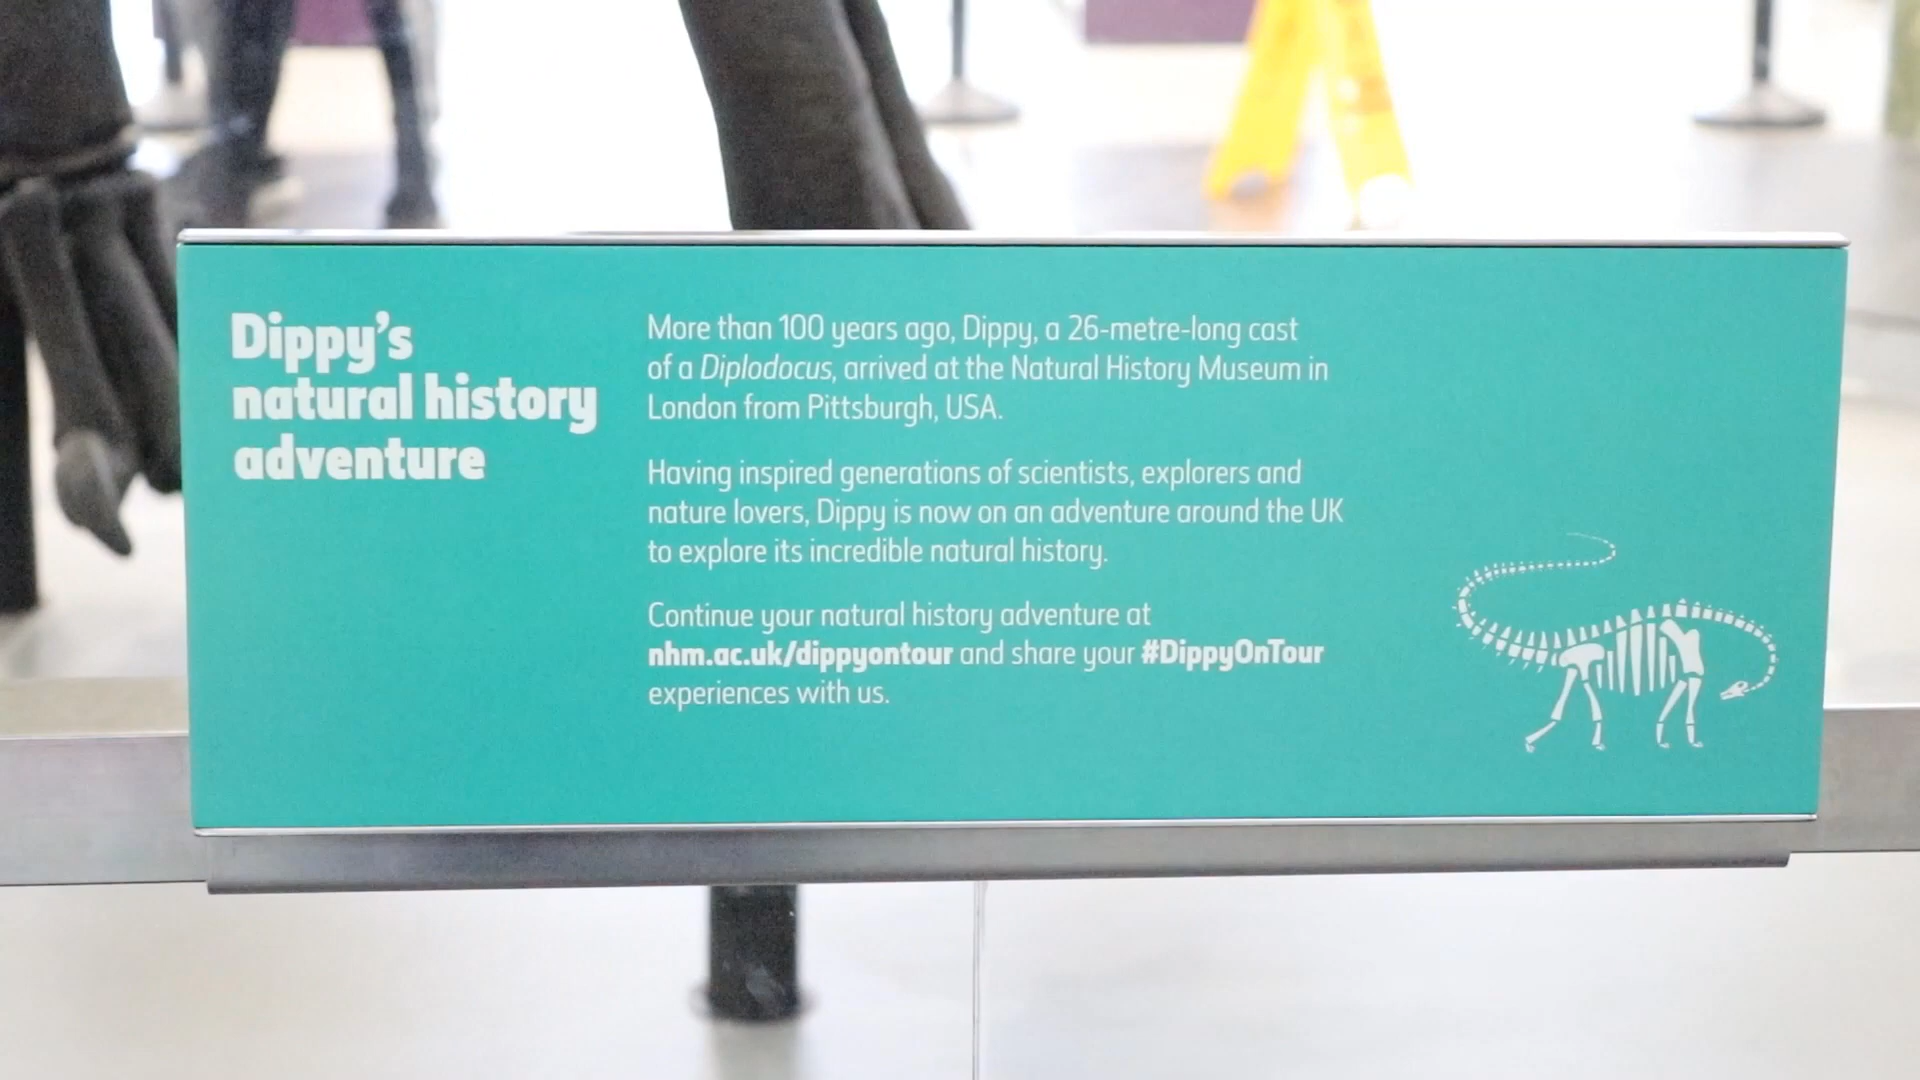 Dippy's
natural history
adventure
More than 100 years ago, Dippy, a 26-metre-long cast
of a Diplodocus, arrived at the Natural History Museum in
London from Pittsburgh, USA.
Having inspired generations of scientists, explorers and
nature lovers, Dippy is now on an adventure around the UK
to explore its incredible natural history.
Continue your natural history adventure at
nhm.ac.uk/dippyontour and share your #DippyOnTour
experiences with us.